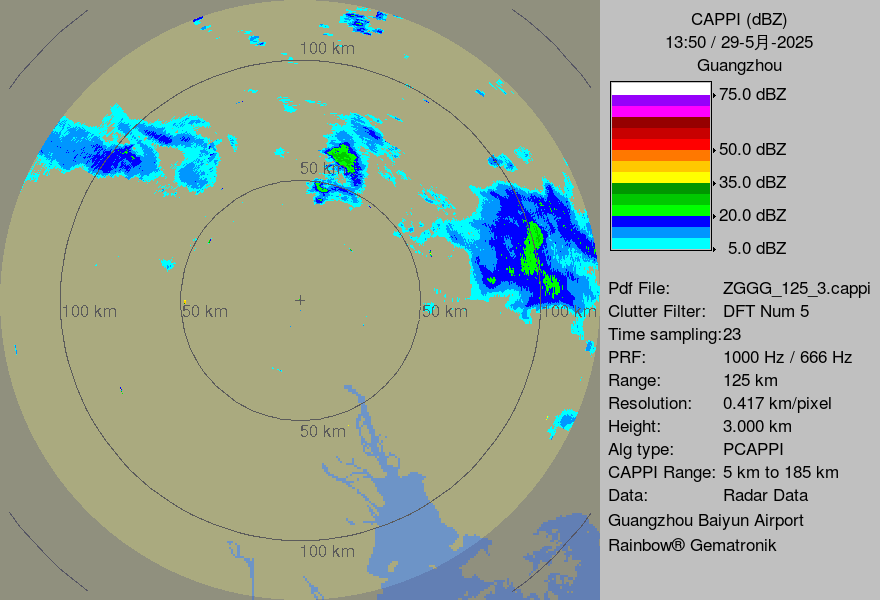 CAPPI (dBZ)
13:50 / 29-5月-2025
Guangzhou
75.0 dBZ
50.0 dBZ
35.0 dBZ
20.0 dBZ
5.0 dBZ
Pdf File: ZGGG_125_3.cappi
Clutter Filter: DFT Num 5
Time sampling:23
PRF: 1000 Hz / 666 Hz
Range: 125 km
Resolution: 0.417 km/pixel
Height: 3.000 km
Alg type: PCAPPI
CAPPI Range: 5 km to 185 km
Data: Radar Data
Guangzhou Baiyun Airport
Rainbow® Gematronik
100 km
50 km
100 km
50 km
50 km
100 km
50 km
100 km